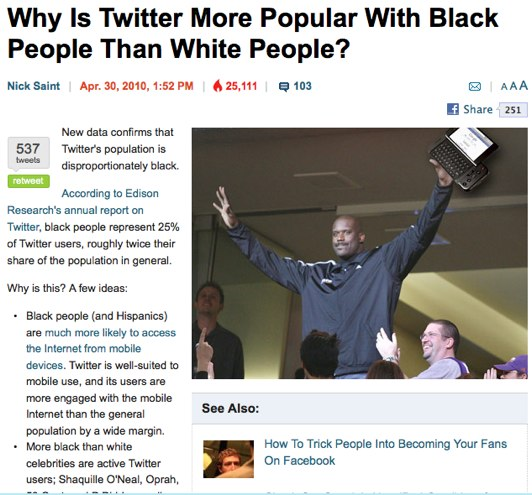 Why Is Twitter More Popular With Black
People Than White People?
Nick Saint | Apr. 30, 2010, 1:52 PM | 25,111 | 103
A A A
Share 251
537
tweets
retweet
New data confirms that
Twitter's population is
disproportionately black.
According to Edison
Research's annual report on
Twitter, black people represent 25%
of Twitter users, roughly twice their
share of the population in general.
Why is this? A few ideas:
• Black people (and Hispanics)
are much more likely to access
the Internet from mobile
devices. Twitter is well-suited to
mobile use, and its users are
more engaged with the mobile
Internet than the general
population by a wide margin.
• More black than white
celebrities are active Twitter
users; Shaquille O'Neal, Oprah,
See Also:
How To Trick People Into Becoming Your Fans
On Facebook